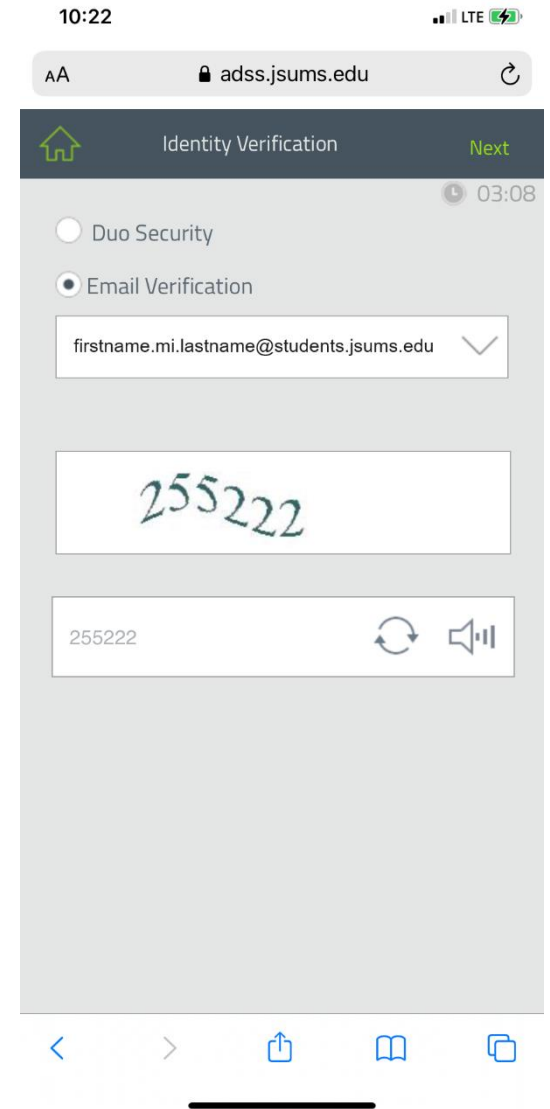 10:22
LTE
AA adss.jsums.edu
Identity Verification Next
03:08
Duo Security
Email Verification
firstname.mi.lastname@students.jsums.edu
255222
255222